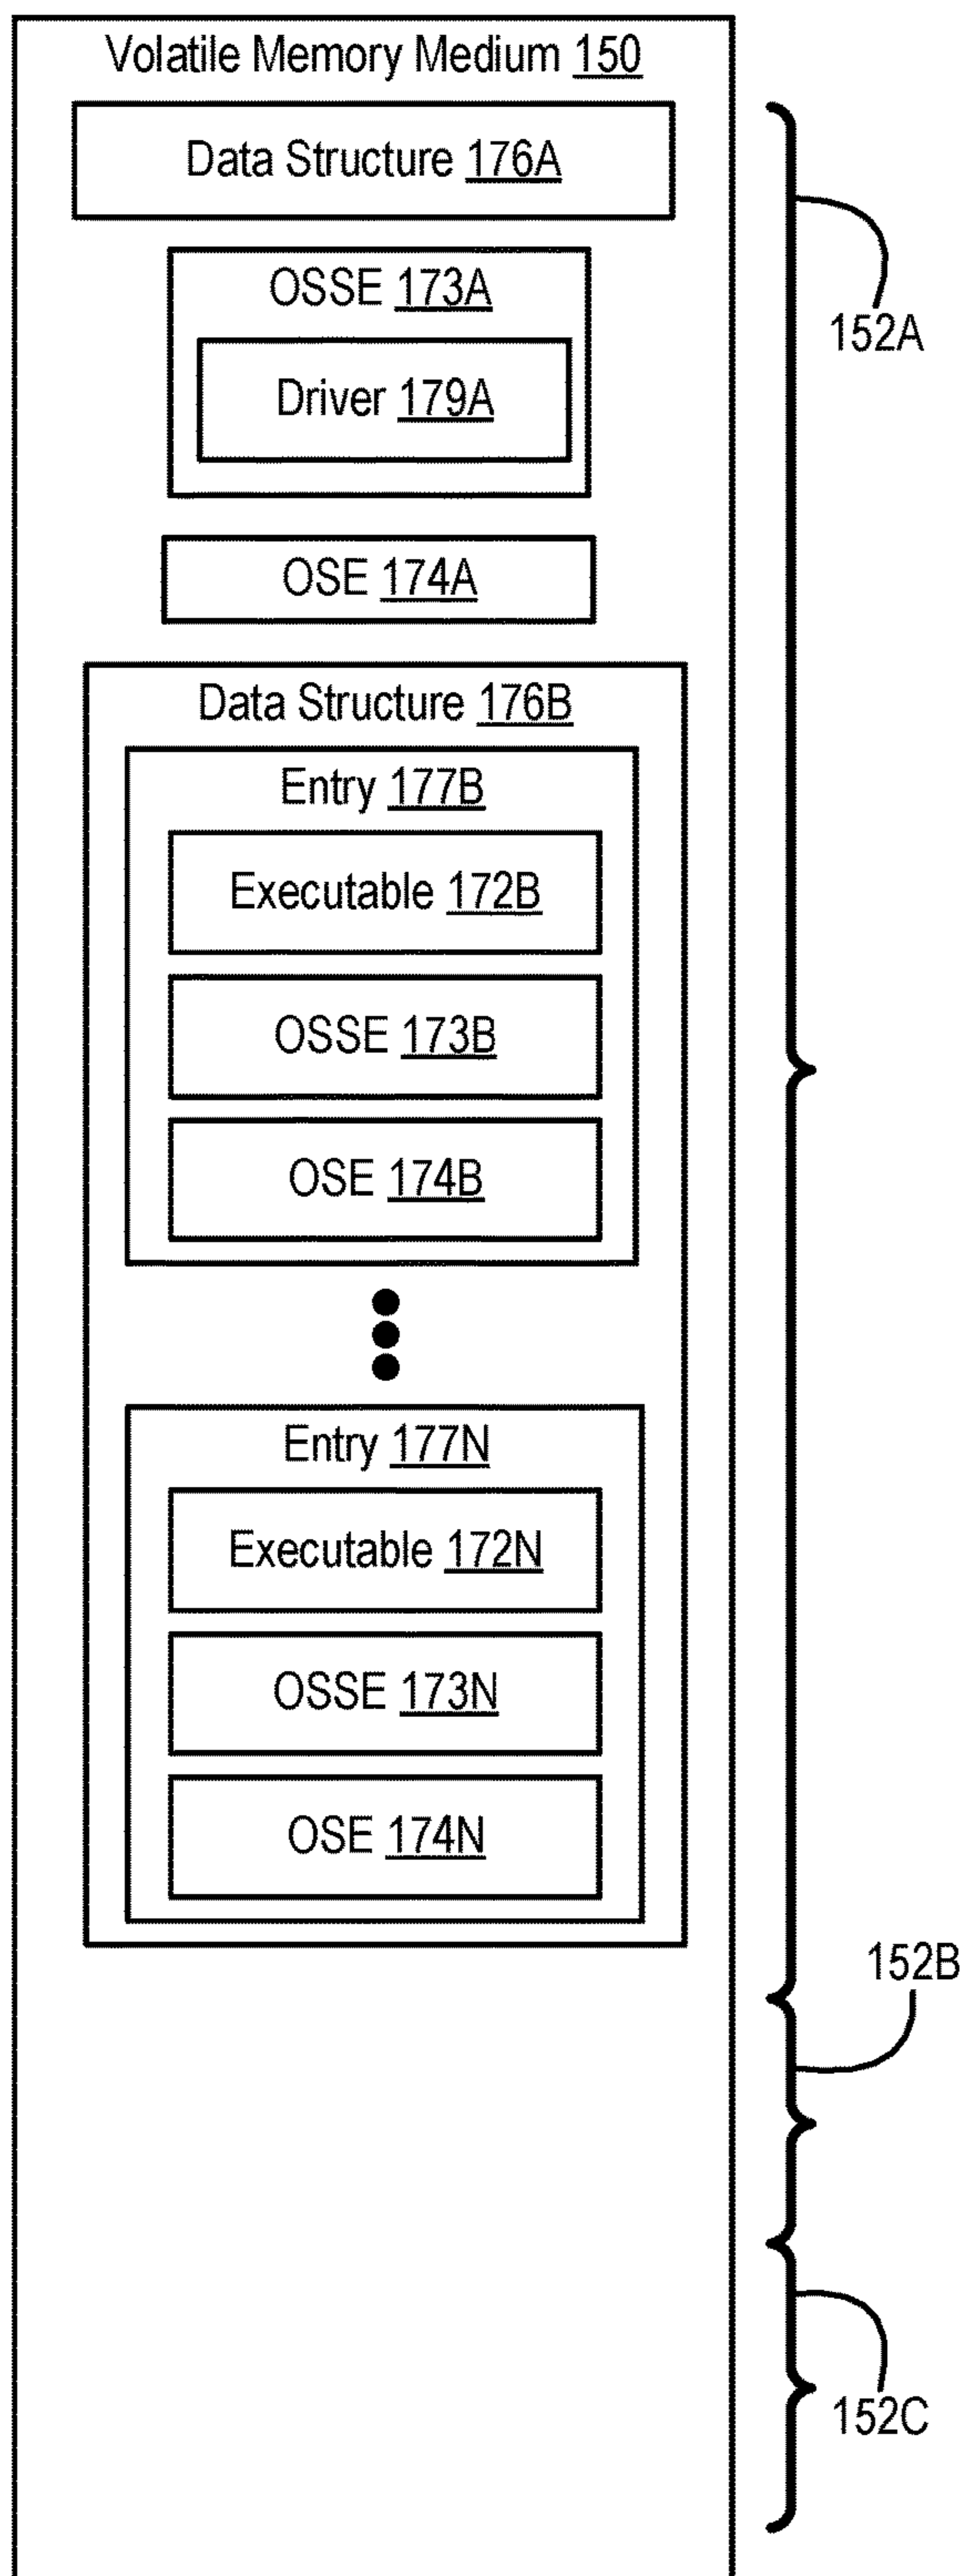 Volatile Memory Medium 150
Data Structure 176A
OSSE 173A
152A
Driver 179A
OSE 174A
Data Structure 176B
Entry 177B
Executable 172B
OSSE 173B
OSE 174B
Entry 177N
Executable 172N
OSSE 173N
OSE 174N
152B
152C